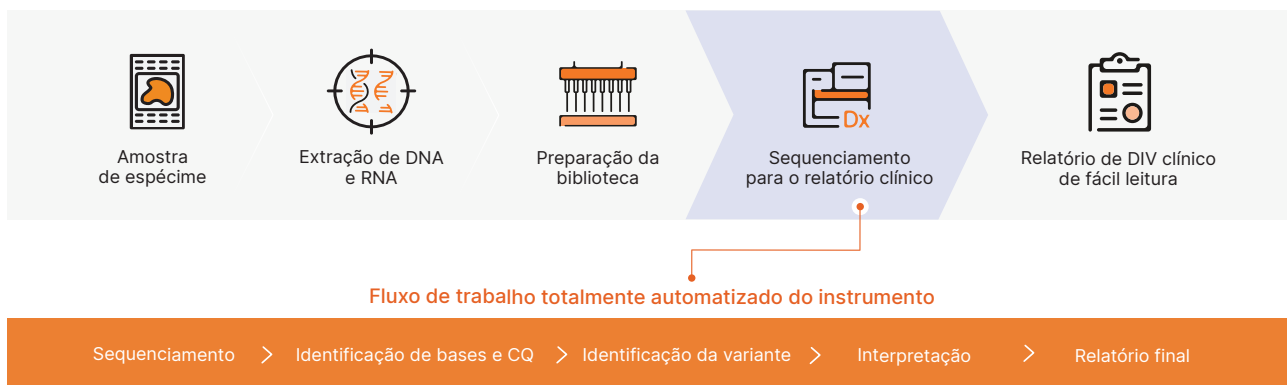 Dx
Amostra
de espécime
Extração de DNA
e RNA
Preparação da
biblioteca
Sequenciamento
para o relatório clínico
Relatório de DIV clínico
de fácil leitura
Fluxo de trabalho totalmente automatizado do instrumento
Sequenciamento > Identificação de bases e CQ > Identificação da variante > Interpretação > Relatório final